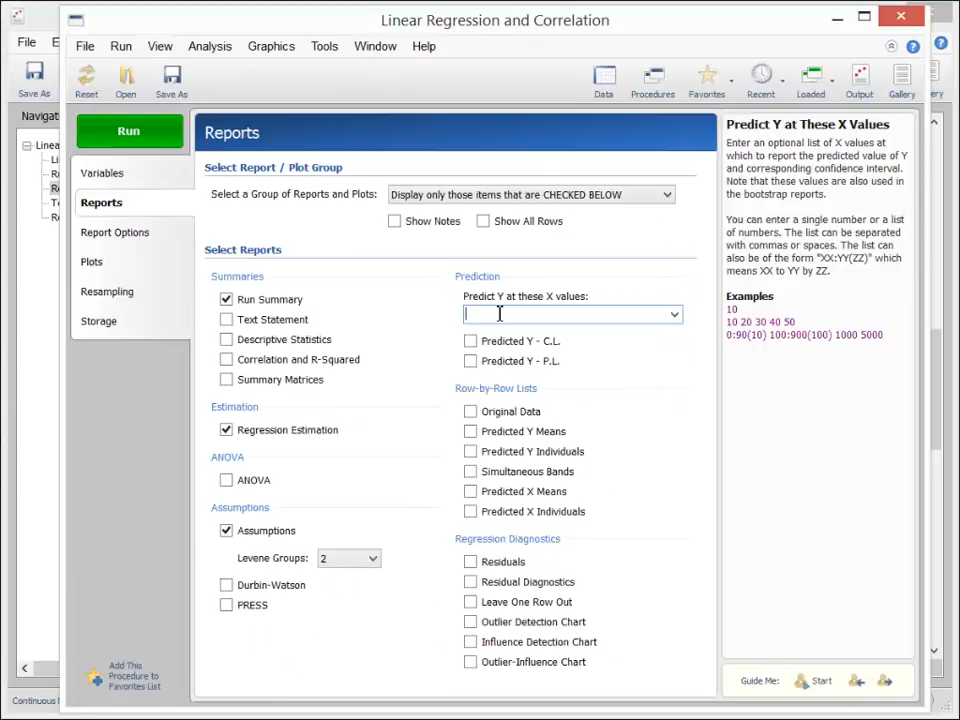 Linear Regression and Correlation
File Run View Analysis Graphics Tools Window Help
File
Save As
Reset Open Save As Data Procedures Favorites Recent Loaded Output Gallery
Run
Variables
Reports
Report Options
Plots
Resampling
Storage
Add This
Procedure to
Favorites List
Reports
Select Report / Plot Group
Select a Group of Reports and Plots: Display only those items that are CHECKED BELOW
Show Notes Show All Rows
Select Reports
Summaries
Run Summary
Text Statement
Descriptive Statistics
Correlation and R-Squared
Summary Matrices
Estimation
Regression Estimation
ANOVA
ANOVA
Assumptions
Assumptions
Levene Groups: 2
Durbin-Watson
PRESS
Prediction
Predict Y at these X values:
Predicted Y - C.L.
Predicted Y - P.L.
Row-by-Row Lists
Original Data
Predicted Y Means
Predicted Y Individuals
Simultaneous Bands
Predicted X Means
Predicted X Individuals
Regression Diagnostics
Residuals
Residual Diagnostics
Leave One Row Out
Outlier Detection Chart
Influence Detection Chart
Outlier-Influence Chart
Predict Y at These X Values
Enter an optional list of X values at
which to report the predicted value of Y
and corresponding confidence interval.
Note that these values are also used in
the bootstrap reports.
You can enter a single number or a list
of numbers. The list can be separated
with commas or spaces. The list can
also be of the form "XX:YY(ZZ)" which
means XX to YY by ZZ.
Examples
10
10 20 30 40 50
0:90(10) 100:900(100) 1000 5000
Guide Me: Start